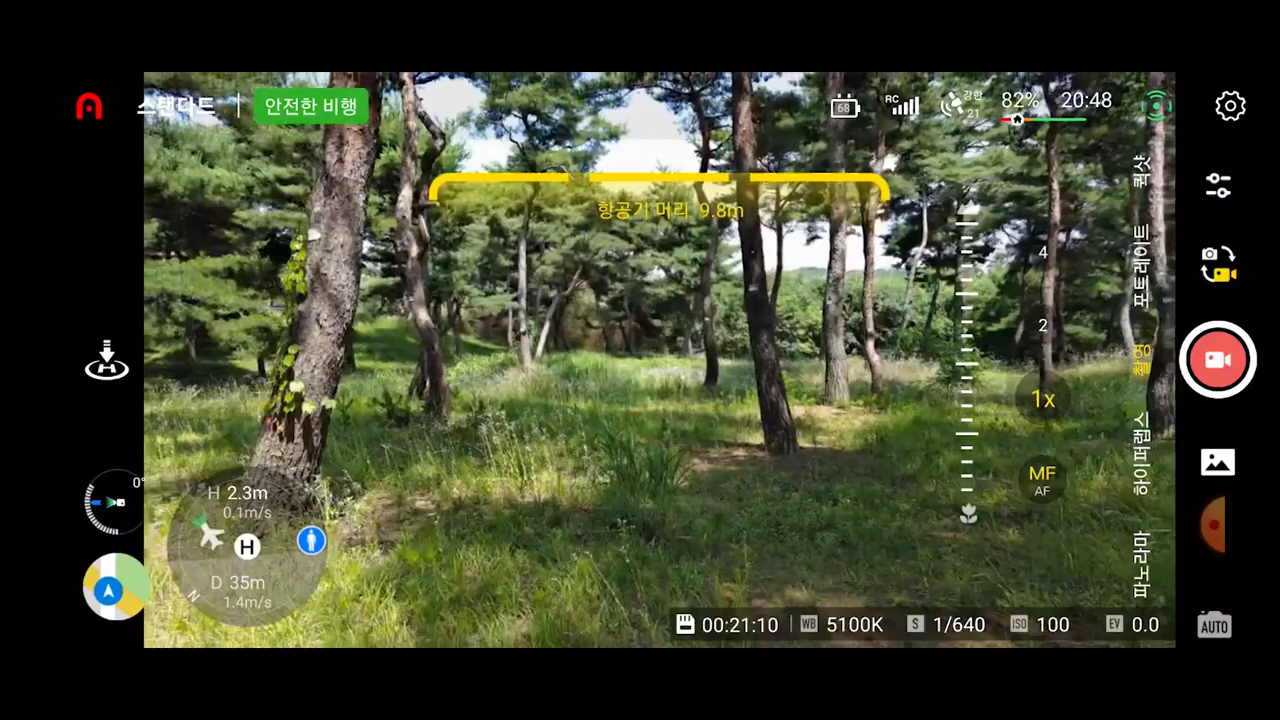 스탠다드
안전한 비행
68
RC
강한
21
82%
20:48
항공기 머리 9.8m
퀵샷
포트레이트
촬영
하이퍼랩스
파노라마
4
2
1x
MF
AF
0°
H 2.3m
0.1m/s
H
D 35m
1.4m/s
N
00:21:10
WB 5100K
S 1/640
ISO 100
EV 0.0
AUTO